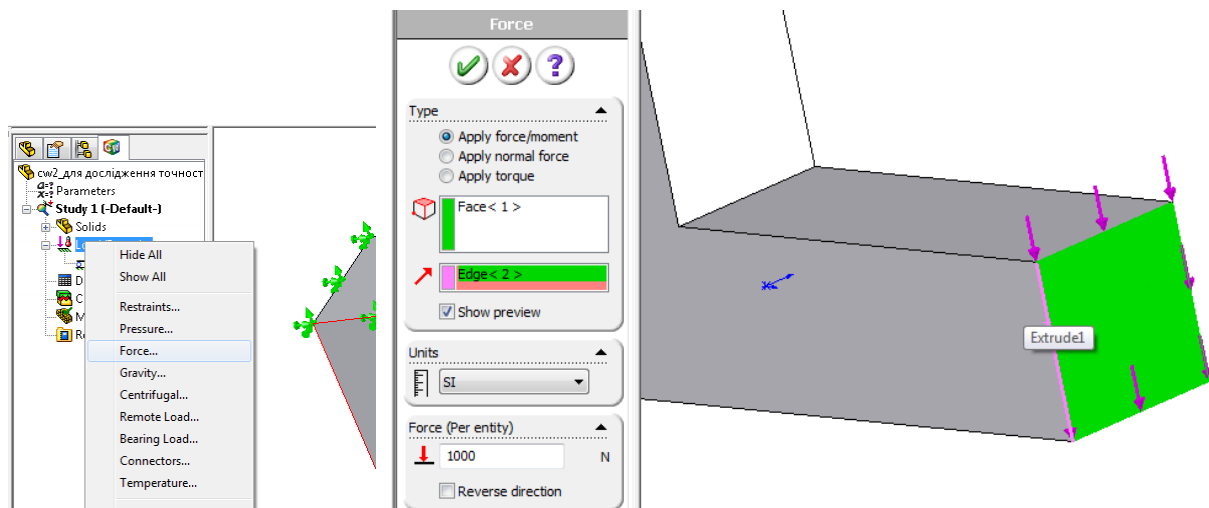 cw2_для дослідження точност
Parameters
Study 1 (-Default-)
Solids
Hide All
Show All
Restraints...
Pressure...
Force...
Gravity...
Centrifugal...
Remote Load...
Bearing Load...
Connectors...
Temperature...
Force
Type
Apply force/moment
Apply normal force
Apply torque
Face< 1 >
Edge< 2 >
Show preview
Units
SI
Force (Per entity)
1000 N
Reverse direction
Extrude1